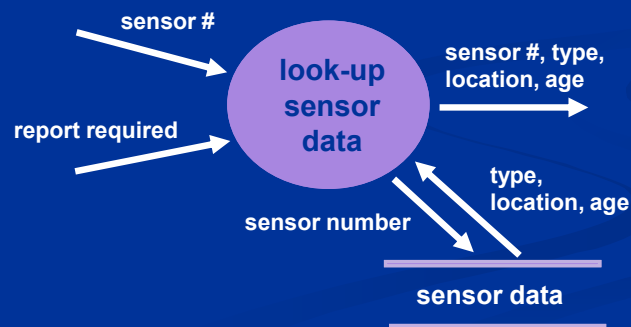 sensor #
look-up
sensor
data
sensor #, type,
location, age
report required
type,
location, age
sensor number
sensor data